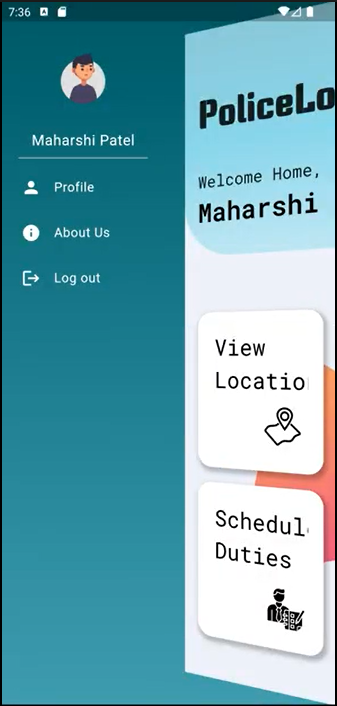 7:36
Maharshi Patel
Profile
About Us
Log out
PoliceLo
Welcome Home,
Maharshi
View
Locatio
Schedul
Duties